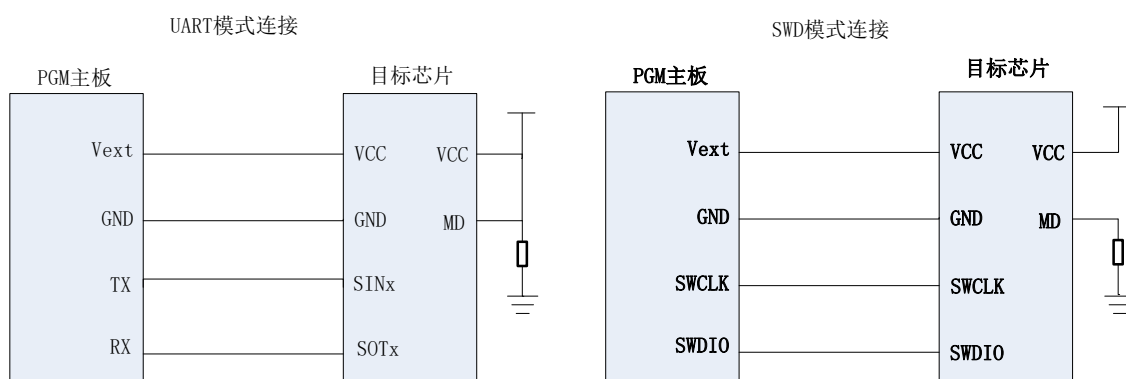 UART模式连接
PGM主板
目标芯片
Vext
VCC
VCC
GND
GND
MD
TX
SINx
RX
SOTx
SWD模式连接
PGM主板
目标芯片
Vext
VCC
VCC
GND
GND
MD
SWCLK
SWCLK
SWDIO
SWDIO